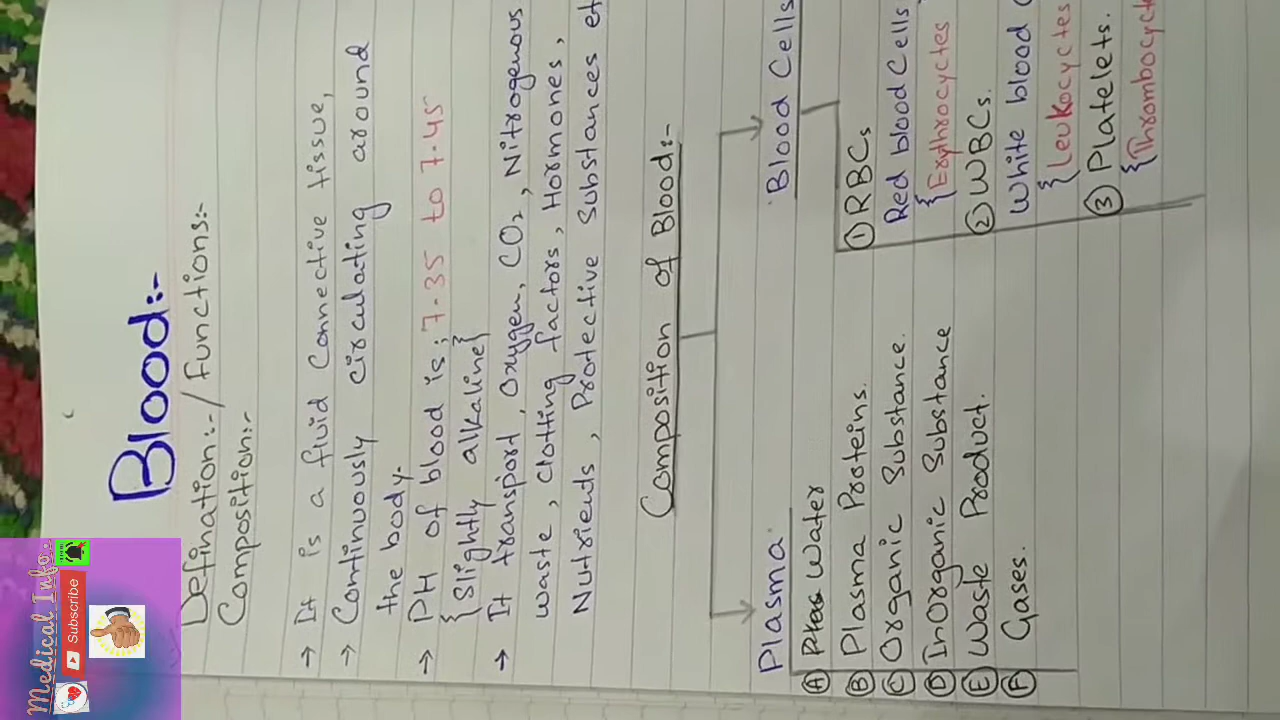 Blood:-
Defination:-/functions:-
Composition:-
→ It is a fluid Connective tissue,
→ Continuously circulating around
the body.
→ PH of blood is; 7.35 to 7.45
{Slightly alkaline}
→ It transport, Oxygen, CO2, Nitrogenous
waste, clotting factors, Hormones,
Nutrients, Protective Substances et
Composition of Blood:-
Plasma.
Blood Cells
Ⓐ Water
Ⓑ Plasma Proteins.
Ⓒ Organic Substance.
Ⓓ InOrganic Substance
Ⓔ Waste Product.
Ⓕ Gases.
① RBCs
Red blood Cells
{Erythrocytes
② WBCs.
White blood
{Leukocyctes
③ Platelets.
{Thrombocyct
Medical Info:-
Subscribe